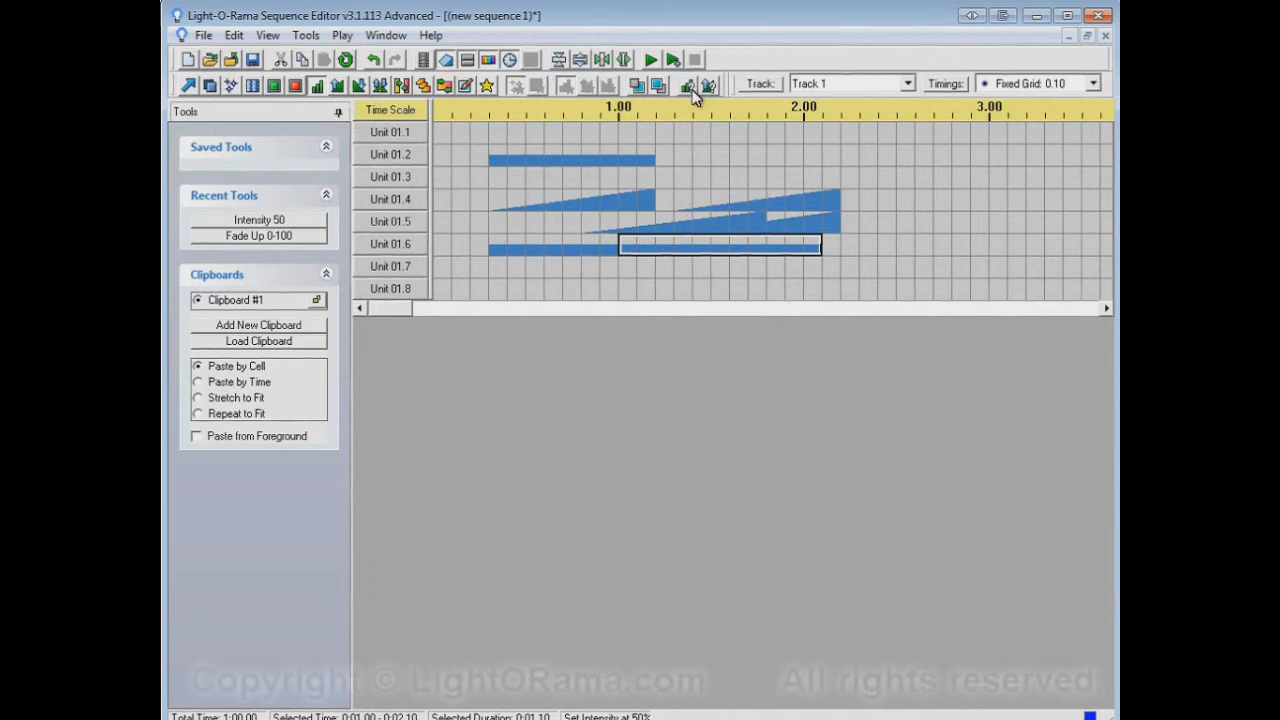 Light-O-Rama Sequence Editor v3.1.113 Advanced - [(new sequence 1)*]
File Edit View Tools Play Window Help
Track: Track 1 Timings: Fixed Grid: 0.10
Tools
Time Scale 1.00 2.00 3.00
Unit 01.1
Unit 01.2
Unit 01.3
Unit 01.4
Unit 01.5
Unit 01.6
Unit 01.7
Unit 01.8
Saved Tools
Recent Tools
Intensity 50
Fade Up 0-100
Clipboards
Clipboard #1
Add New Clipboard
Load Clipboard
Paste by Cell
Paste by Time
Stretch to Fit
Repeat to Fit
Paste from Foreground
Copyright © LightORama.com All rights reserved.
Total Time: 1:00.00 Selected Time: 0:01.00 - 0:02.10 Selected Duration: 0:01.10 Set Intensity at 50%